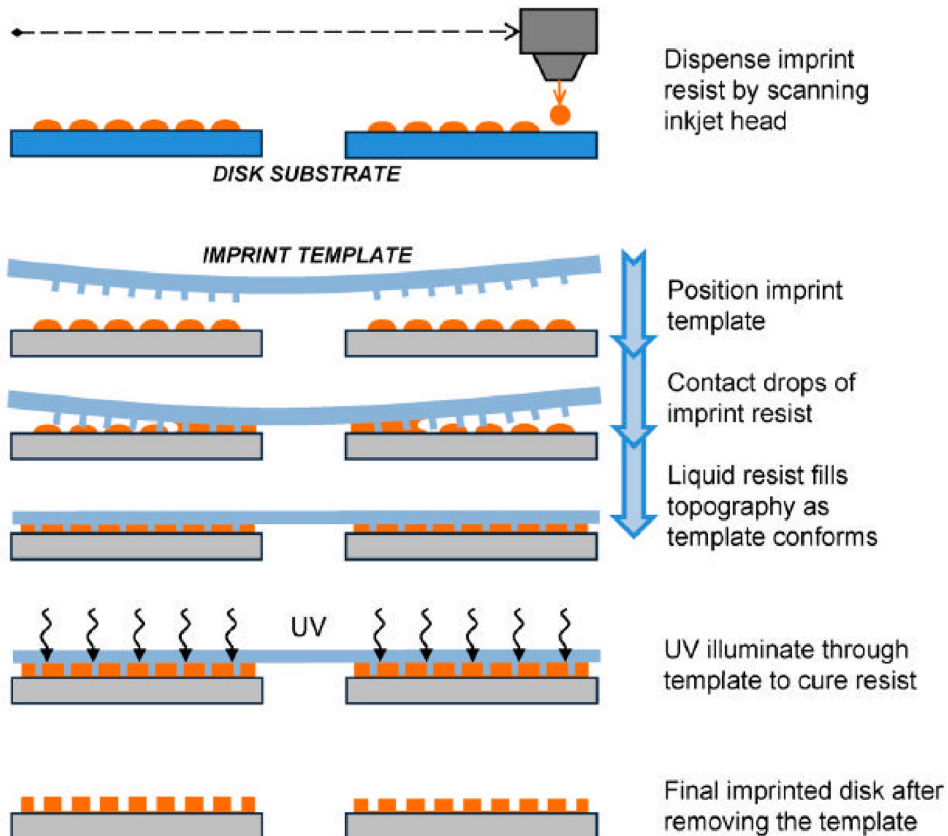 Dispense imprint
resist by scanning
inkjet head
DISK SUBSTRATE
IMPRINT TEMPLATE
Position imprint
template
Contact drops of
imprint resist
Liquid resist fills
topography as
template conforms
UV
UV illuminate through
template to cure resist
Final imprinted disk after
removing the template